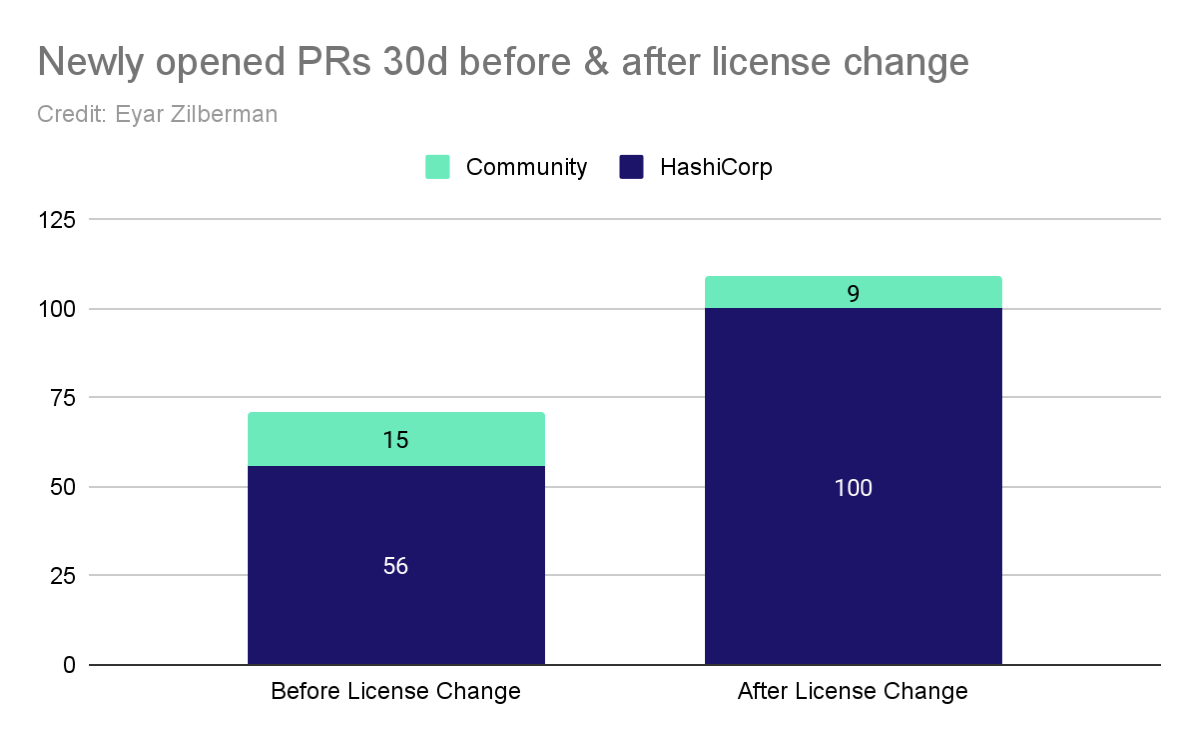 Newly opened PRs 30d before & after license change
Credit: Eyar Zilberman
Community HashiCorp
125
100
75
50
25
0
9
15
100
56
Before License Change After License Change